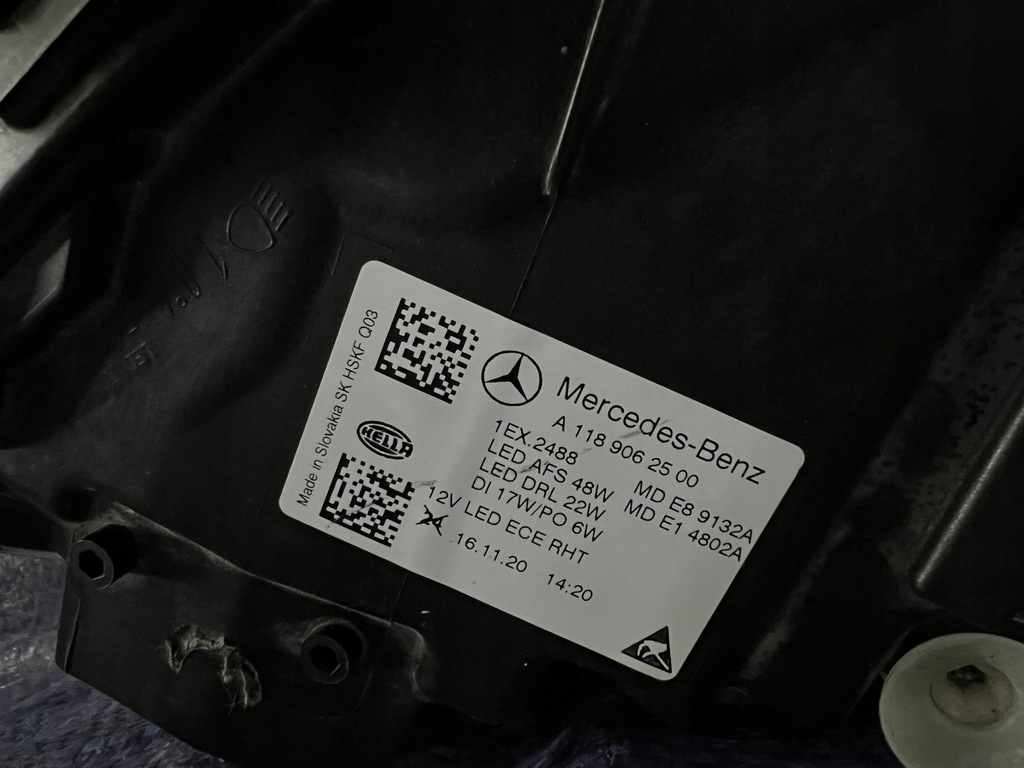 Made in Slovakia SK HSKF Q03
HELLA
Mercedes-Benz
A 118 906 25 00
1EX.2488
LED AFS 48W MD E8 9132A
LED DRL 22W MD E1 4802A
DI 17W/PO 6W
12V LED ECE RHT
16.11.20 14:20